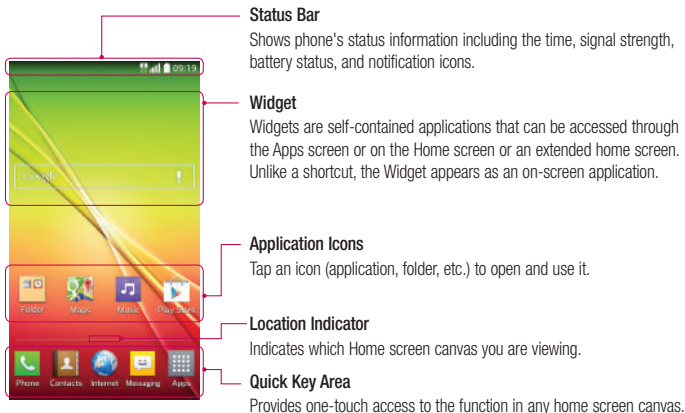 Status Bar
Shows phone's status information including the time, signal strength,
battery status, and notification icons.
09:19
Widget
Widgets are self-contained applications that can be accessed through
the Apps screen or on the Home screen or an extended home screen.
Unlike a shortcut, the Widget appears as an on-screen application.
Google
Application Icons
Tap an icon (application, folder, etc.) to open and use it.
Folder Maps Music Play Store
Location Indicator
Indicates which Home screen canvas you are viewing.
Quick Key Area
Phone Contacts Internet Messaging Apps
Provides one-touch access to the function in any home screen canvas.